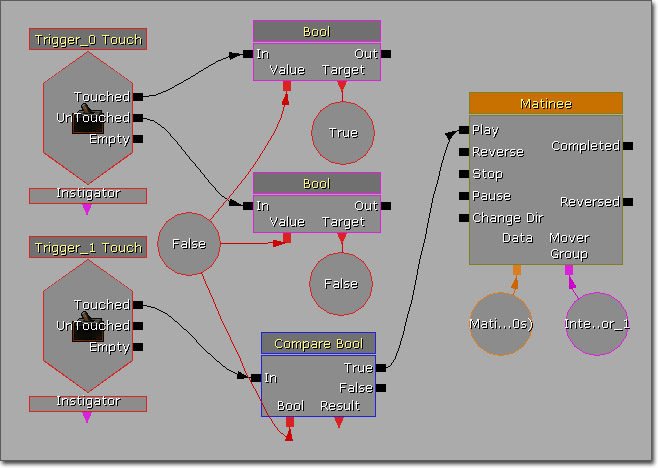 Trigger_0 Touch
Touched
UnTouched
Empty
Instigator
Bool
In
Out
Value
Target
True
Bool
In
Out
Value
Target
False
False
Trigger_1 Touch
Touched
UnTouched
Empty
Instigator
Compare Bool
In
True
False
Bool
Result
Matinee
Play
Reverse
Stop
Pause
Change Dir
Completed
Reversed
Data
Mover
Group
Mati...0s)
Inte..or_1